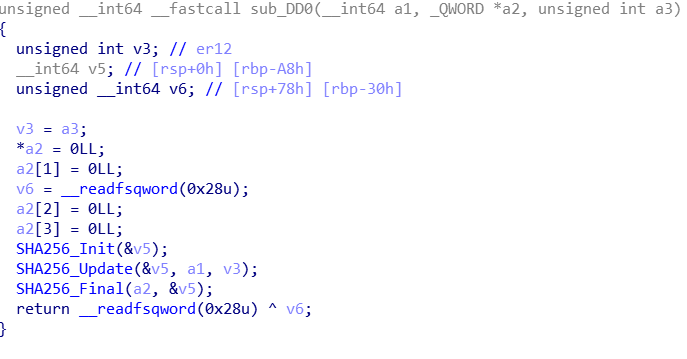 unsigned __int64 __fastcall sub_DD0(__int64 a1, _QWORD *a2, unsigned int a3)
{
  unsigned int v3; // er12
  __int64 v5; // [rsp+0h] [rbp-A8h]
  unsigned __int64 v6; // [rsp+78h] [rbp-30h]

  v3 = a3;
  *a2 = 0LL;
  a2[1] = 0LL;
  v6 = __readfsqword(0x28u);
  a2[2] = 0LL;
  a2[3] = 0LL;
  SHA256_Init(&v5);
  SHA256_Update(&v5, a1, v3);
  SHA256_Final(a2, &v5);
  return __readfsqword(0x28u) ^ v6;
}